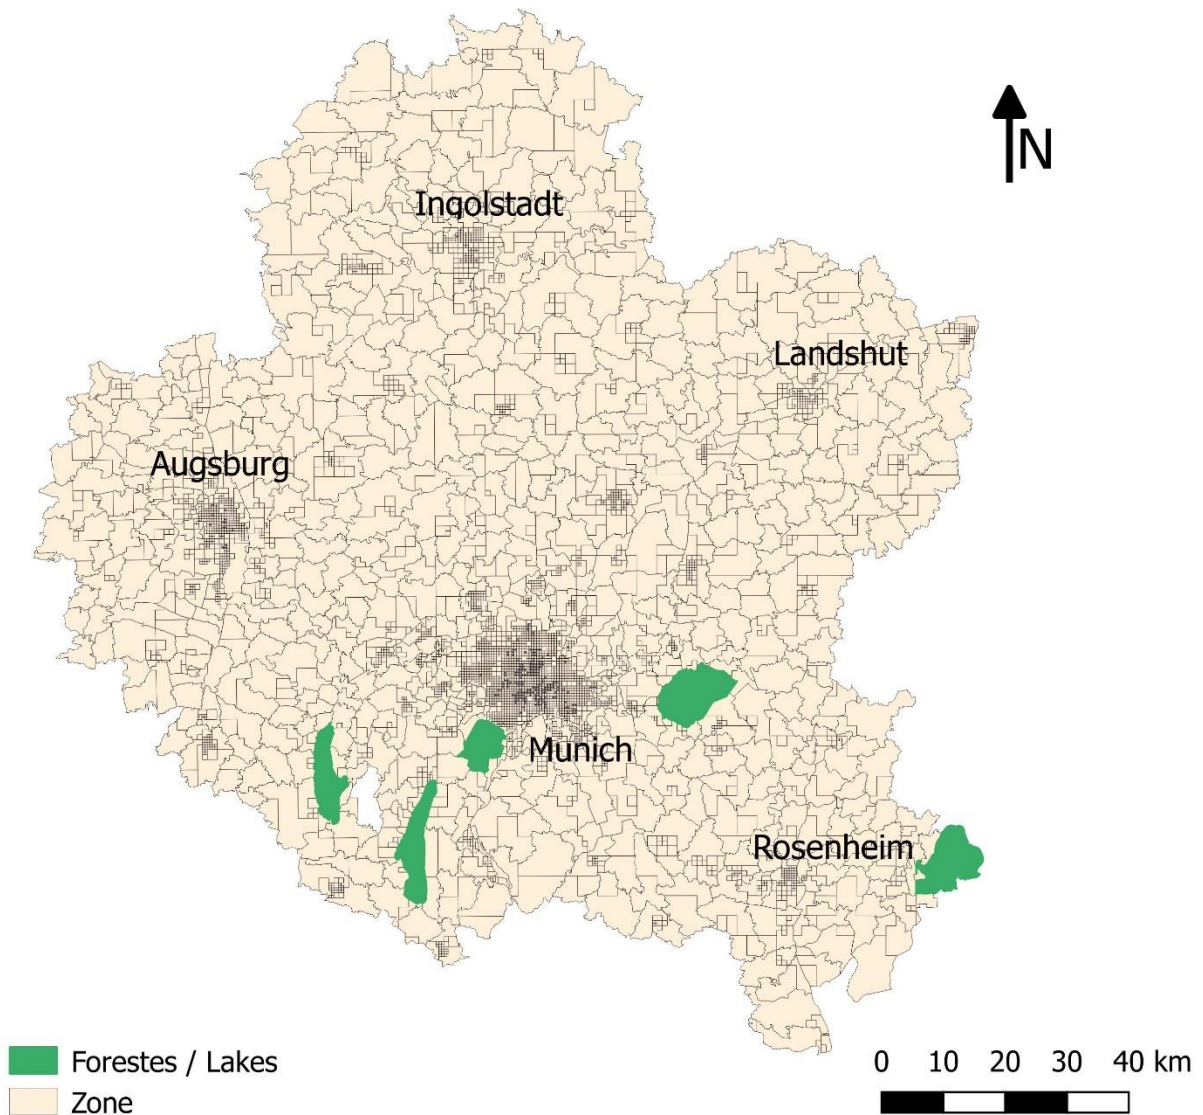 N
Ingolstadt
Landshut
Augsburg
Munich
Rosenheim
Forestes / Lakes
Zone
0 10 20 30 40 km